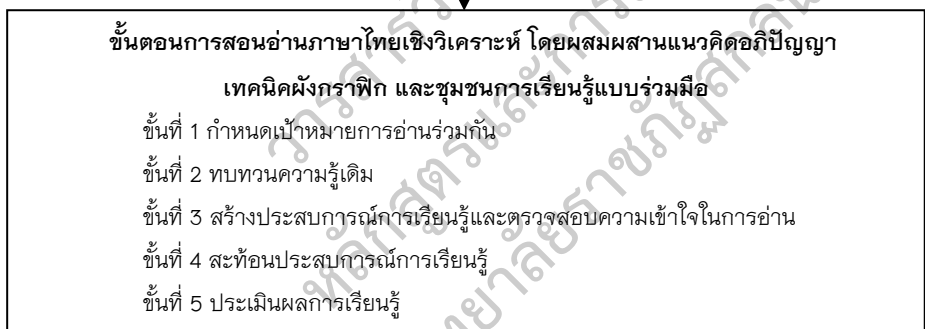 ขั้นตอนการสอนอ่านภาษาไทยเชิงวิเคราะห์ โดยผสมผสานแนวคิดอภิปัญญา
เทคนิคผังกราฟิก และชุมชนการเรียนรู้แบบร่วมมือ
ขั้นที่ 1 กำหนดเป้าหมายการอ่านร่วมกัน
ขั้นที่ 2 ทบทวนความรู้เดิม
ขั้นที่ 3 สร้างประสบการณ์การเรียนรู้และตรวจสอบความเข้าใจในการอ่าน
ขั้นที่ 4 สะท้อนประสบการณ์การเรียนรู้
ขั้นที่ 5 ประเมินผลการเรียนรู้